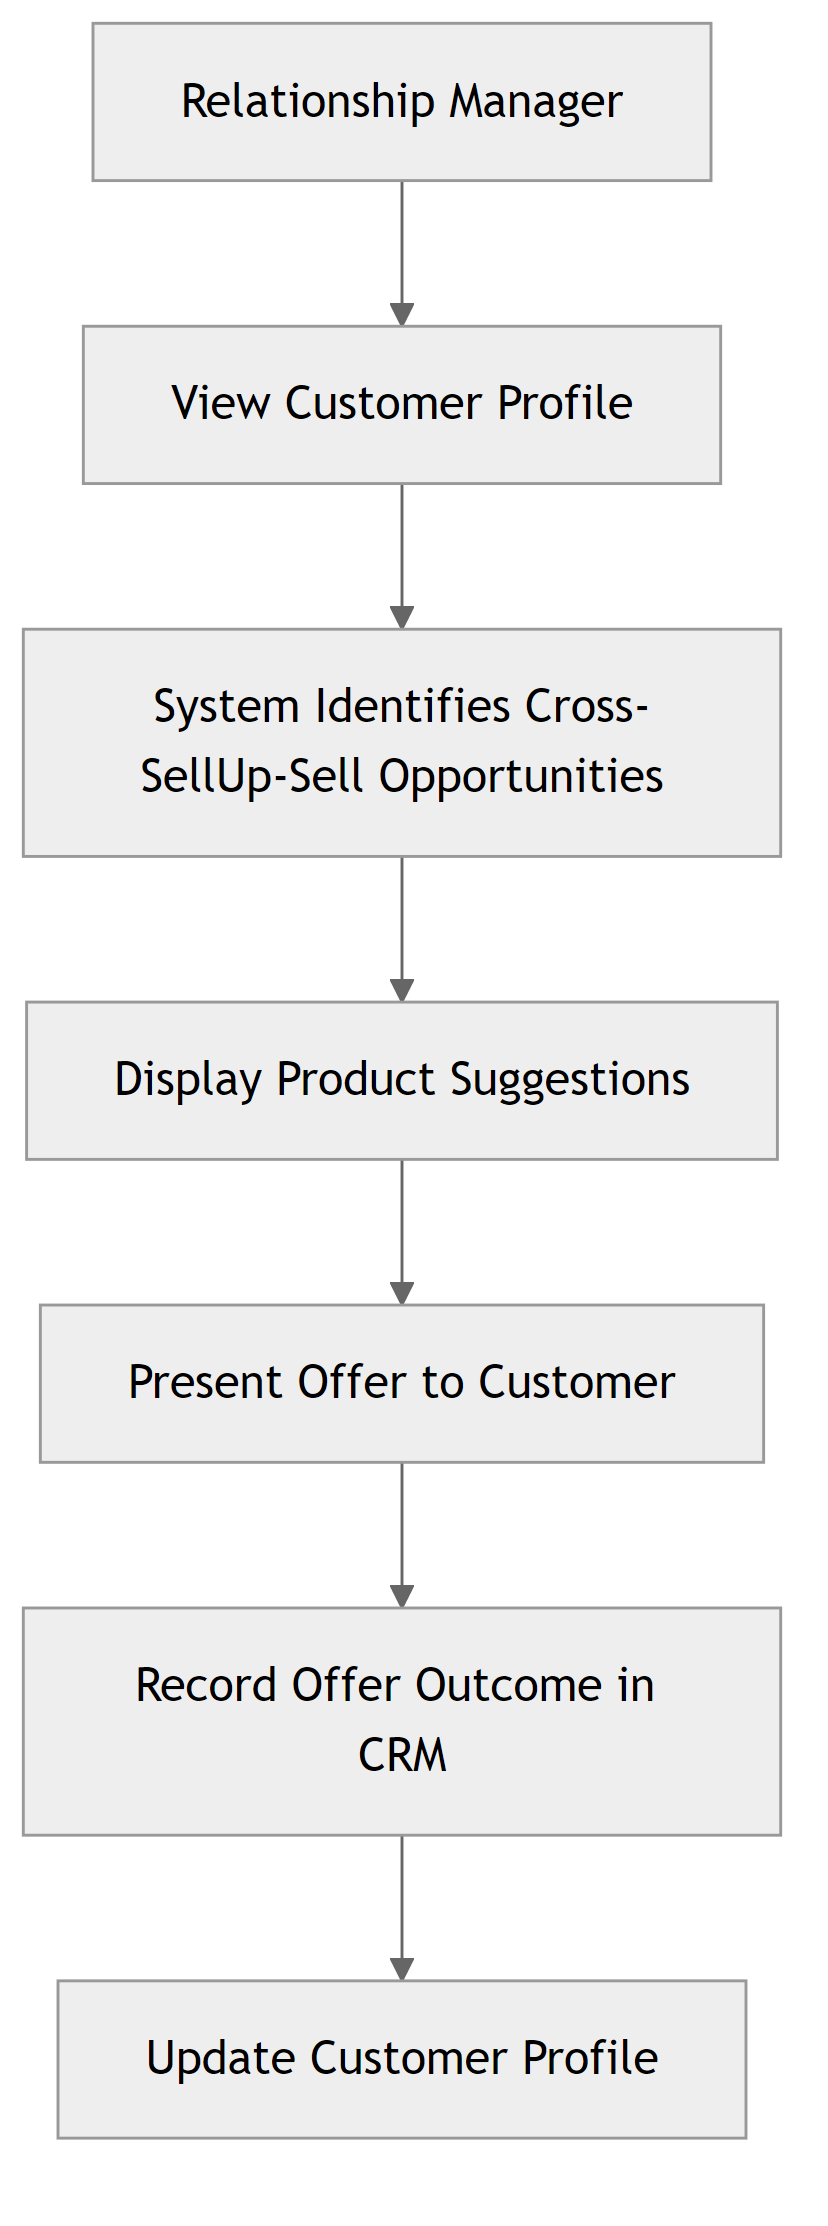 Relationship Manager
View Customer Profile
System Identifies Cross-
SellUp-Sell Opportunities
Display Product Suggestions
Present Offer to Customer
Record Offer Outcome in
CRM
Update Customer Profile